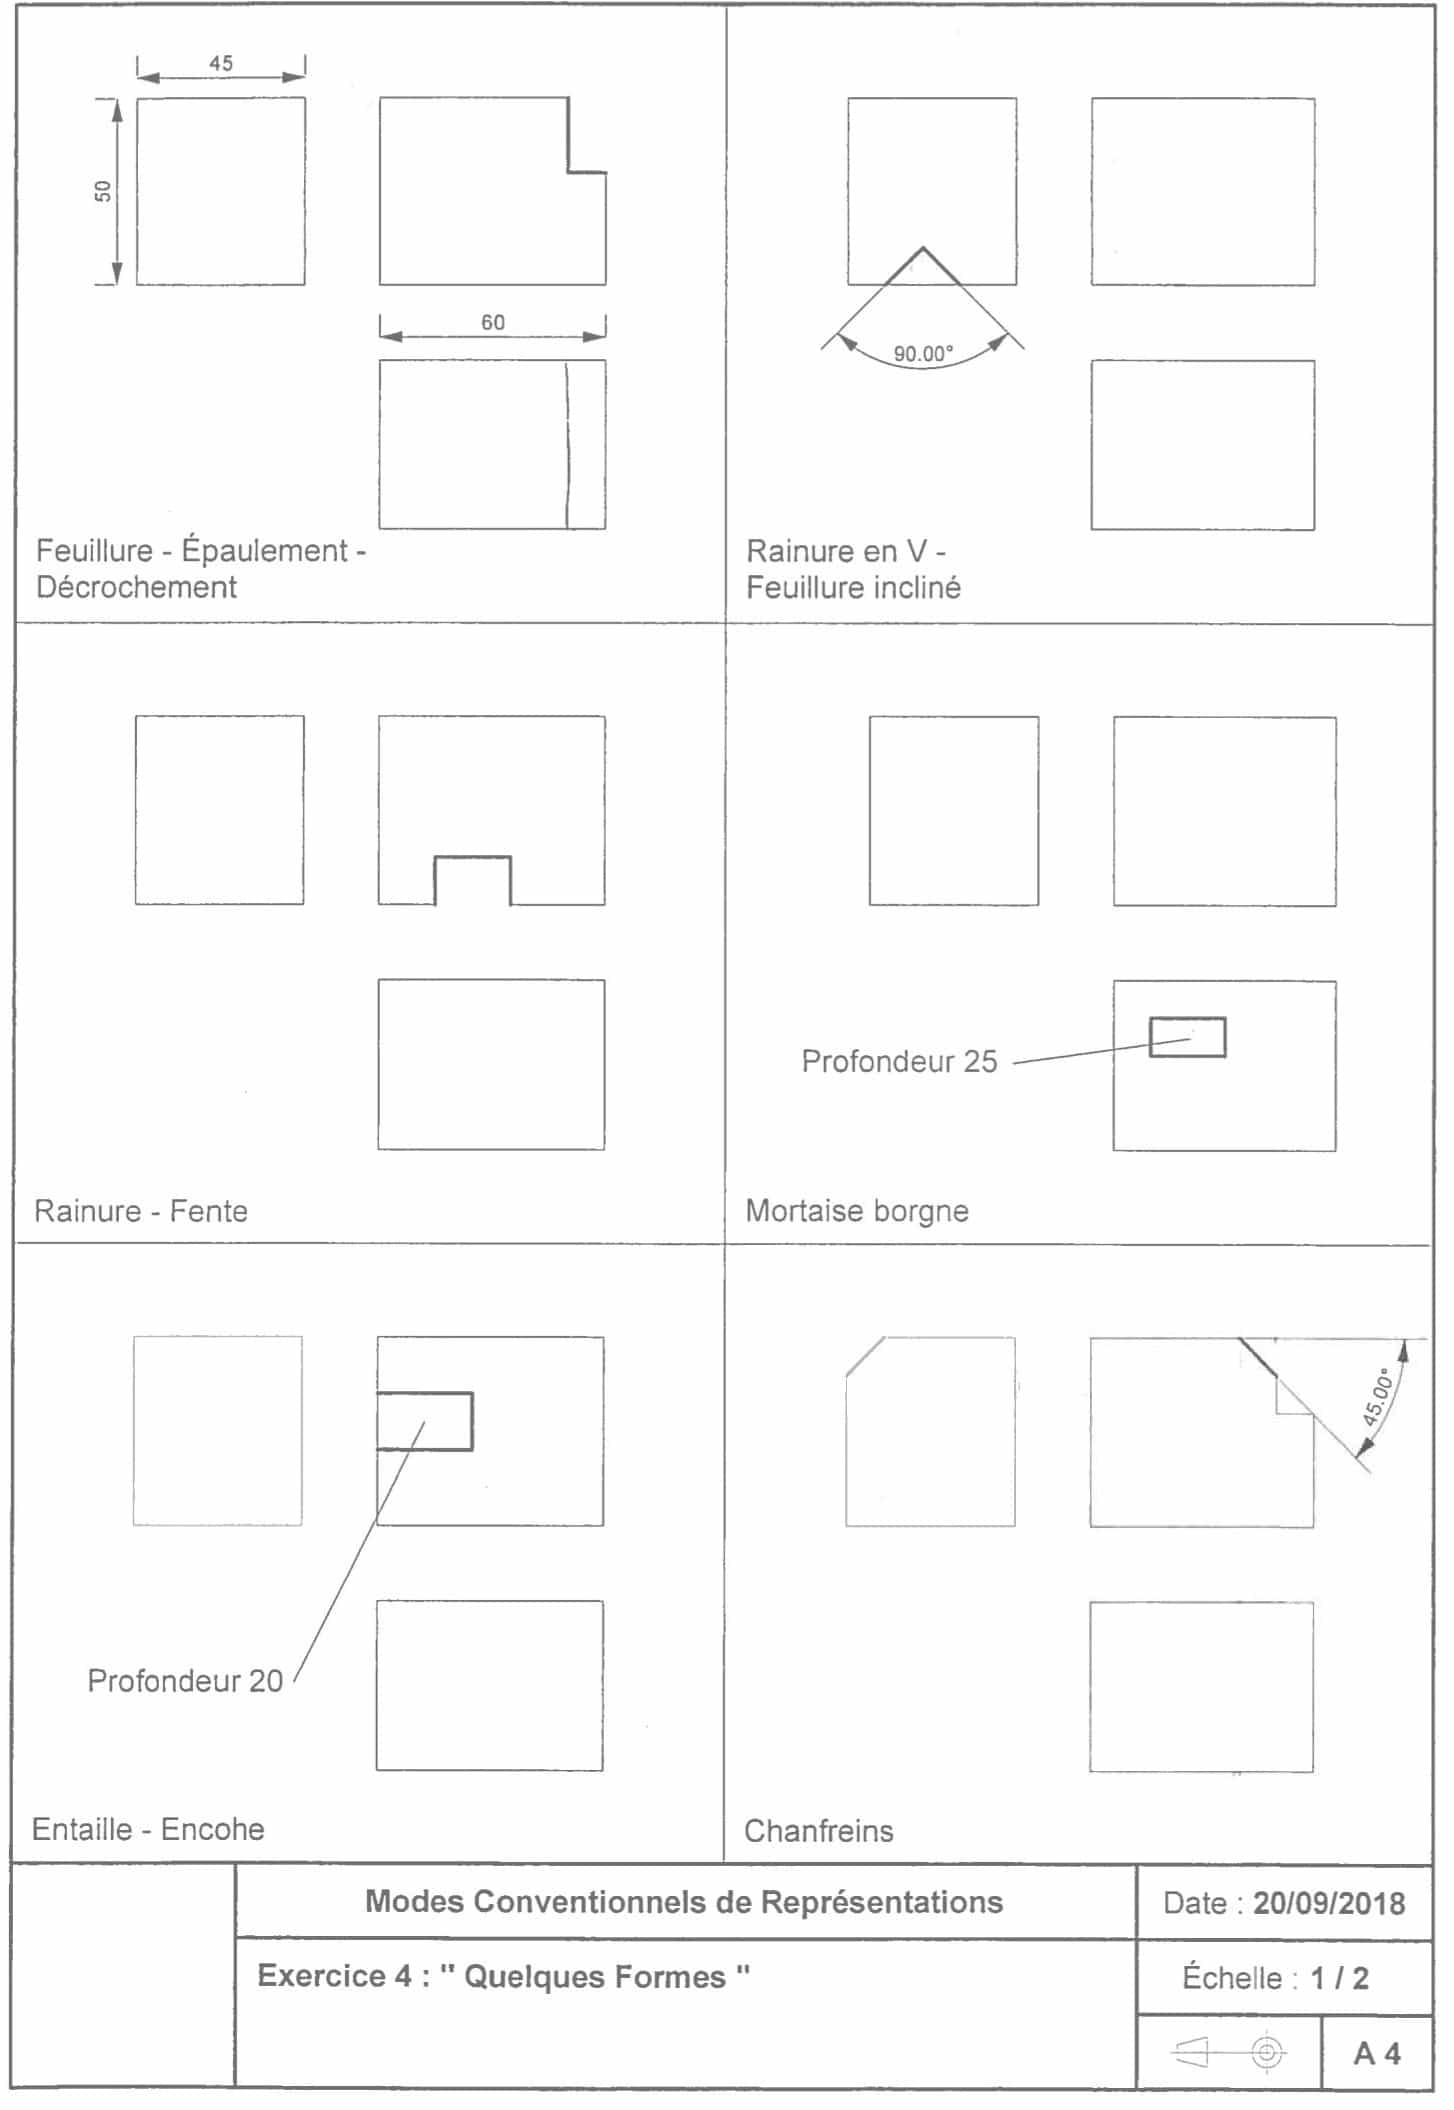 45
50
60
Feuillure - Épaulement -
Décrochement
90.00°
Rainure en V -
Feuillure incliné
Rainure - Fente
Profondeur 25
Mortaise borgne
Profondeur 20
Entaille - Encohe
45.00°
Chanfreins
Modes Conventionnels de Représentations
Date : 20/09/2018
Exercice 4 : " Quelques Formes "
Échelle : 1 / 2
A 4